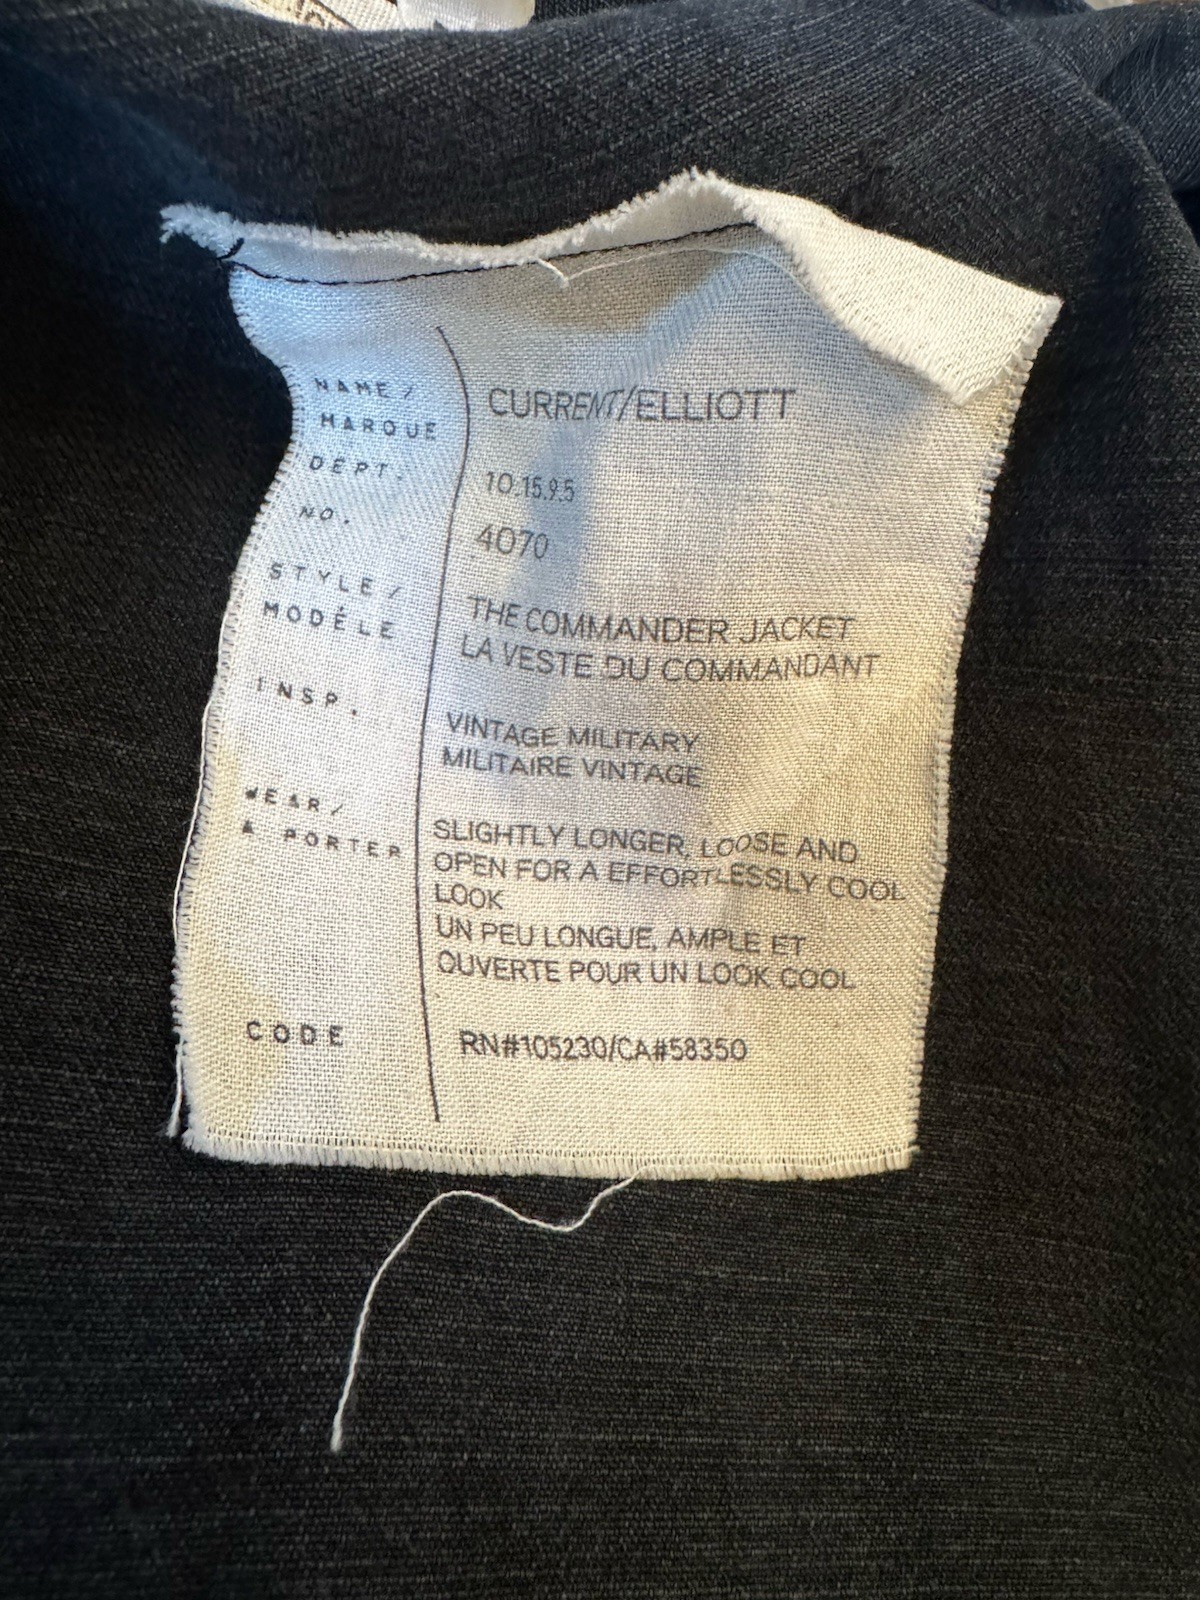 NAME/
MARQUE
CURRENT/ELLIOTT
DEPT.
10.15.9.5
NO.
4070
STYLE/
MODÈLE
THE COMMANDER JACKET
LA VESTE DU COMMANDANT
INSP.
VINTAGE MILITARY
MILITAIRE VINTAGE
WEAR/
A PORTER
SLIGHTLY LONGER, LOOSE AND
OPEN FOR A EFFORTLESSLY COOL
LOOK
UN PEU LONGUE, AMPLE ET
OUVERTE POUR UN LOOK COOL
CODE
RN#105230/CA#58350